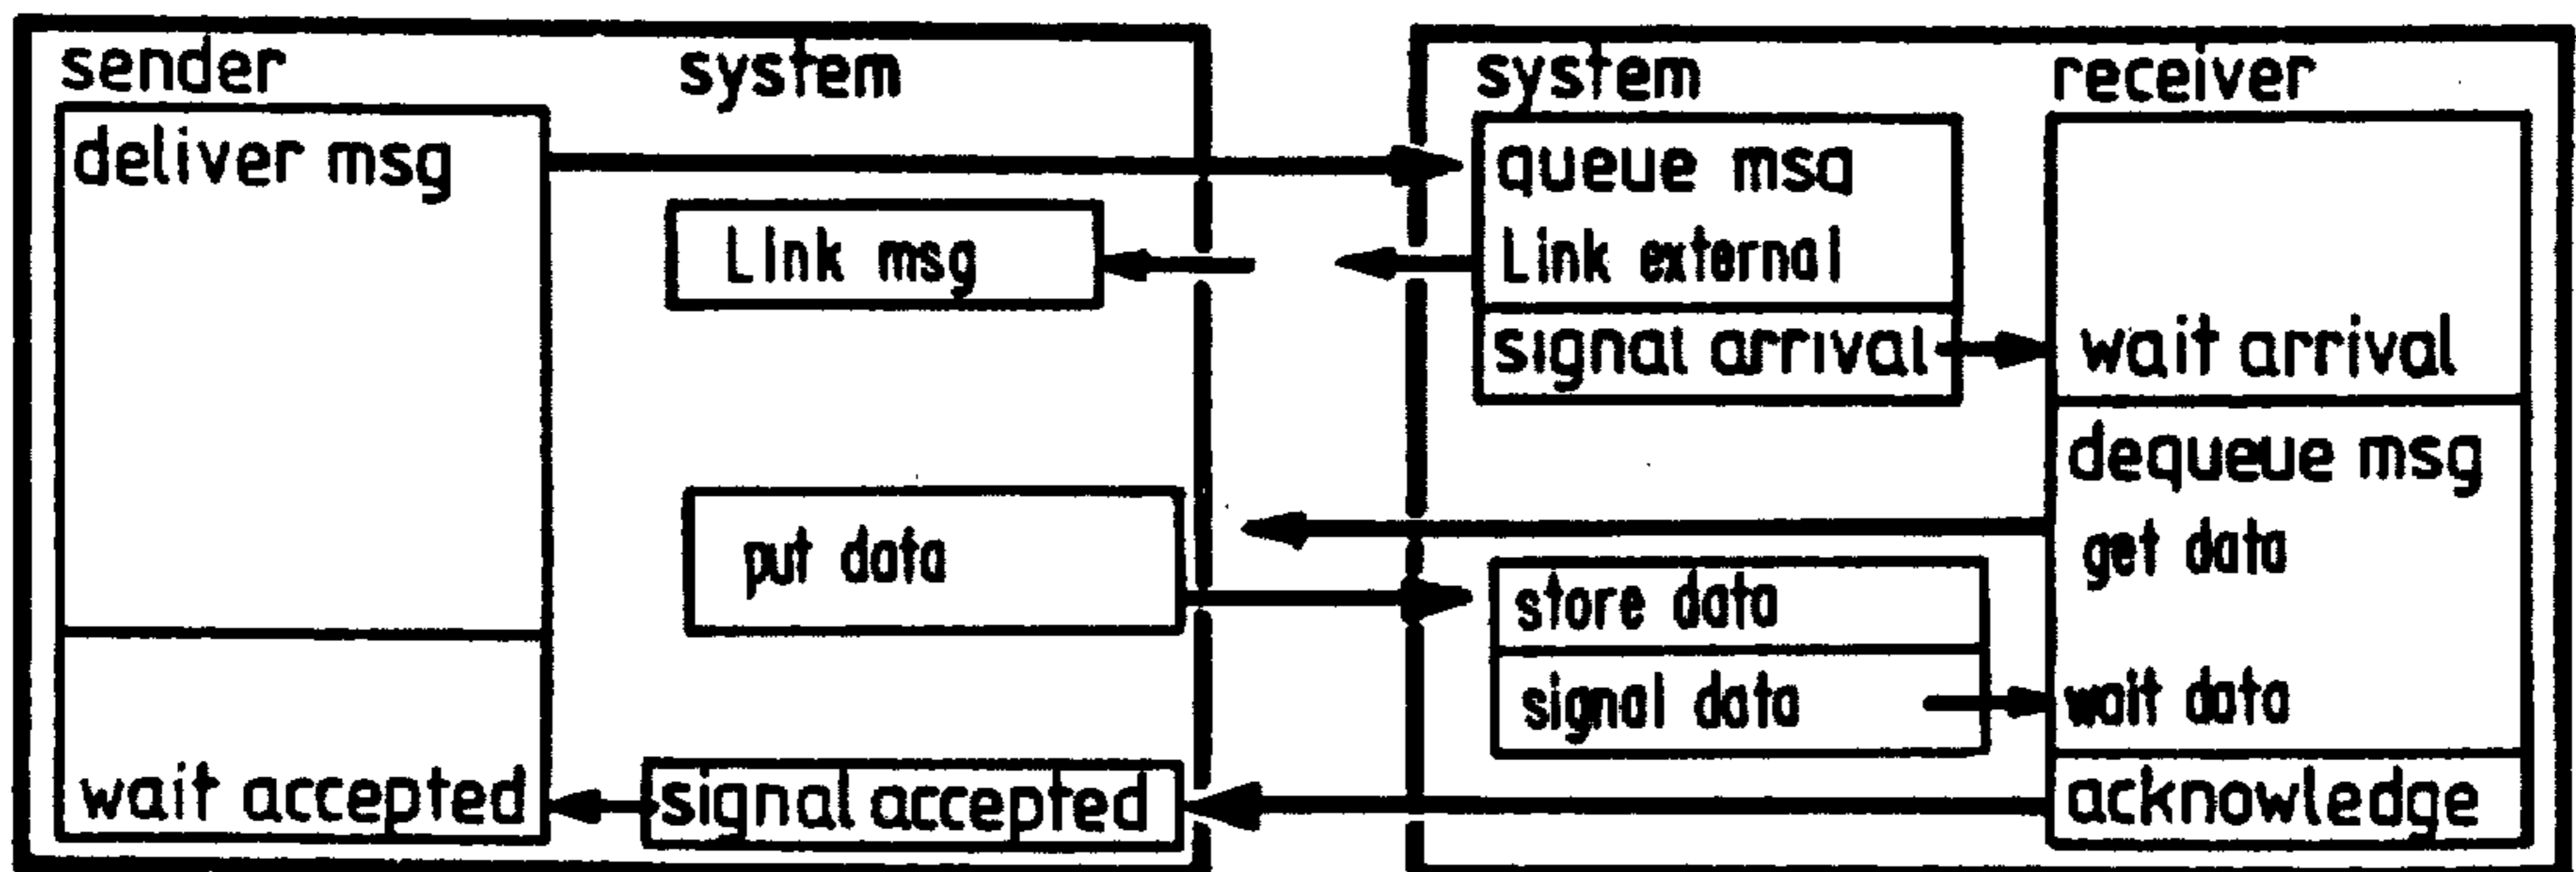 sender
system
deliver msg
Link msg
put data
wait accepted
signal accepted
system
receiver
queue msg
Link external
signal arrival
wait arrival
dequeue msg
get data
store data
signal data
wait data
acknowledge